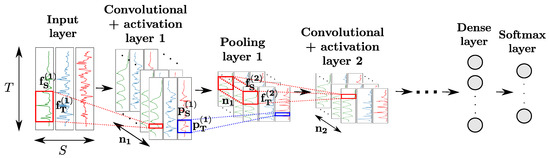 Input
layer
Convolutional
+ activation
layer 1
Pooling
layer 1
Convolutional
+ activation
layer 2
Dense
layer
Softmax
layer
T
S
f_S^(1)
f_T^(1)
n_1
p_S^(1)
p_T^(1)
n_1
f_S^(2)
f_T^(2)
n_2